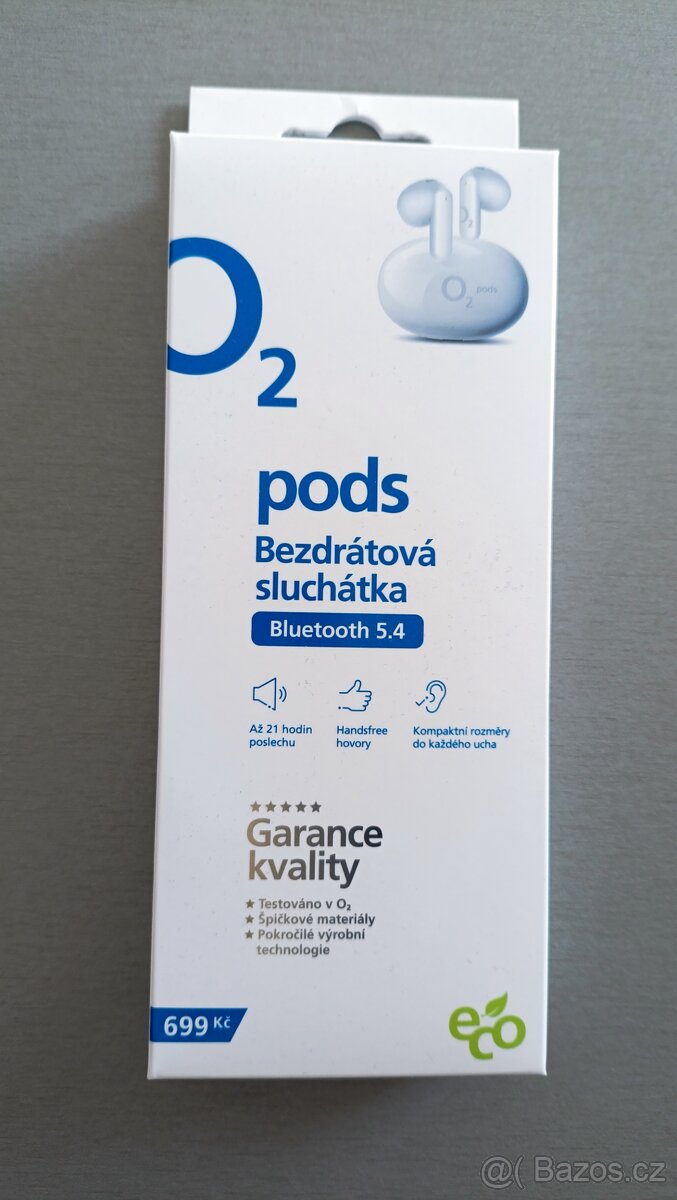 O2
pods
O2
pods
Bezdrátová
sluchátka
Bluetooth 5.4
Až 21 hodin
poslechu
Handsfree
hovory
Kompaktní rozměry
do každého ucha
Garance
kvality
★ Testováno v O₂
★ Špičkové materiály
★ Pokročilé výrobní
technologie
699 Kč
eco
@( Bazos.cz